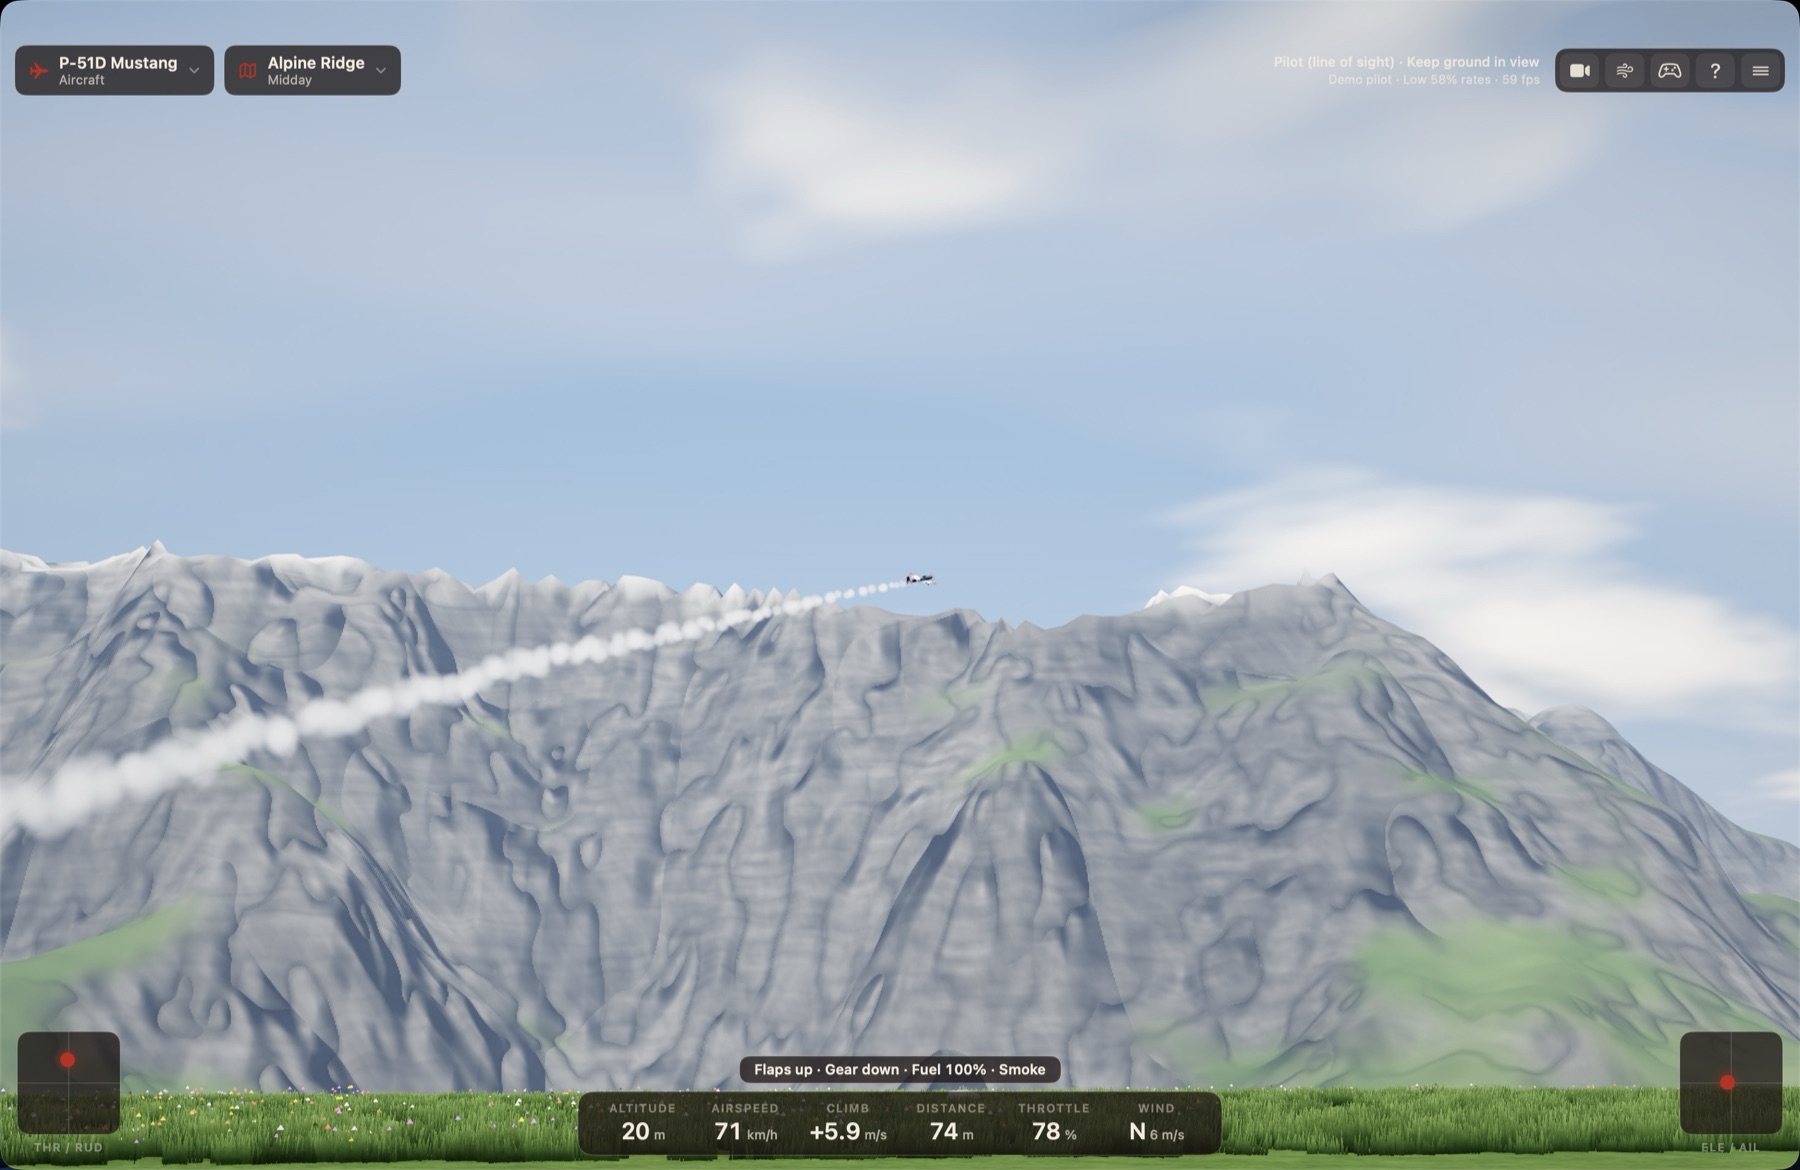 P-51D Mustang
Aircraft
Alpine Ridge
Midday
Pilot (line of sight) · Keep ground in view
Demo pilot · Low 58% rates · 59 fps
?
Flaps up · Gear down · Fuel 100% · Smoke
ALTITUDE AIRSPEED CLIMB DISTANCE THROTTLE WIND
20 m 71 km/h +5.9 m/s 74 m 78 % N 6 m/s
THR / RUD
ELE / AIL